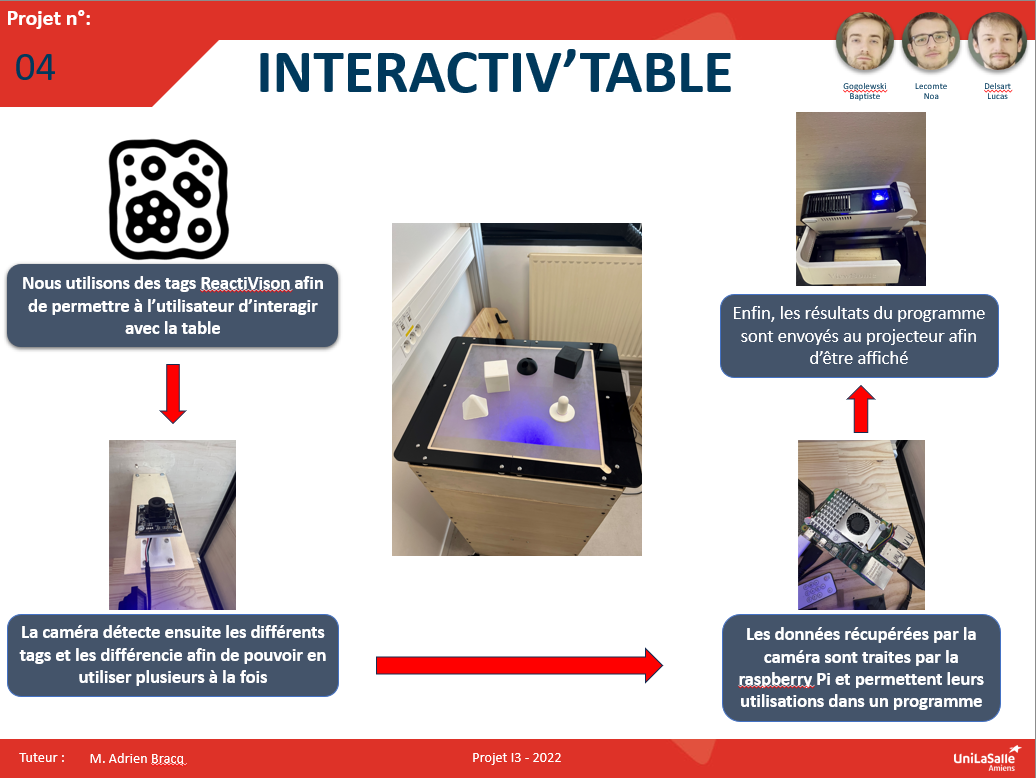 Projet n°:
04
INTERACTIV’TABLE
Gogolewski
Baptiste
Lecomte
Noa
Delsart
Lucas
Nous utilisons des tags ReactiVison afin
de permettre à l’utilisateur d’interagir
avec la table
Enfin, les résultats du programme
sont envoyés au projecteur afin
d’être affiché
La caméra détecte ensuite les différents
tags et les différencie afin de pouvoir en
utiliser plusieurs à la fois
Les données récupérées par la
caméra sont traites par la
raspberry Pi et permettent leurs
utilisations dans un programme
Tuteur :
M. Adrien Bracq
Projet I3 - 2022
UniLaSalle
Amiens